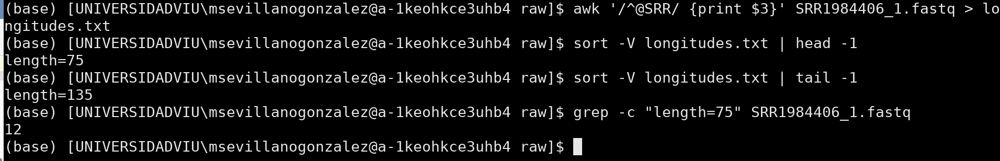 (base) [UNIVERSIDADVIU\msevillanogonzalez@a-1keohkce3uhb4 raw]$ awk '/^@SRR/ {print $3}' SRR1984406_1.fastq > lo
ngitudes.txt
(base) [UNIVERSIDADVIU\msevillanogonzalez@a-1keohkce3uhb4 raw]$ sort -V longitudes.txt | head -1
length=75
(base) [UNIVERSIDADVIU\msevillanogonzalez@a-1keohkce3uhb4 raw]$ sort -V longitudes.txt | tail -1
length=135
(base) [UNIVERSIDADVIU\msevillanogonzalez@a-1keohkce3uhb4 raw]$ grep -c "length=75" SRR1984406_1.fastq
12
(base) [UNIVERSIDADVIU\msevillanogonzalez@a-1keohkce3uhb4 raw]$